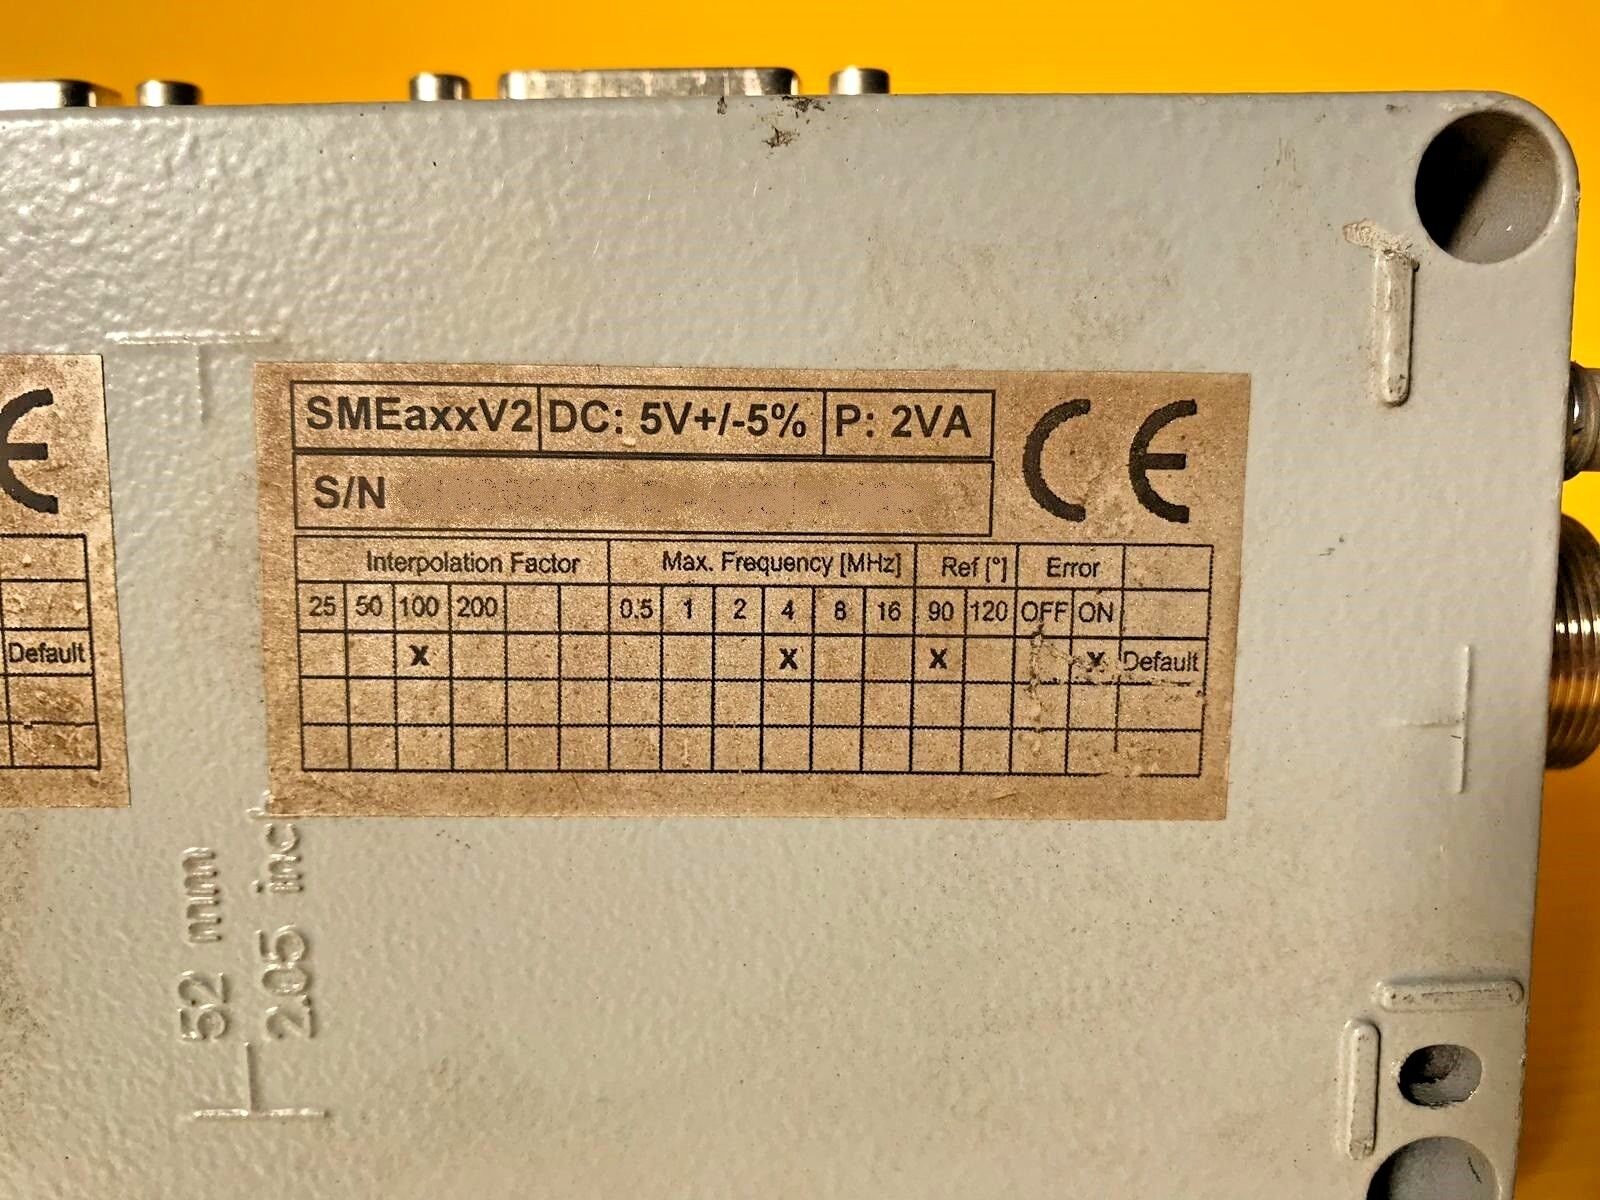 SMEaxxV2 DC: 5V+/-5% P: 2VA CE
S/N
Interpolation Factor Max. Frequency [MHz] Ref [°] Error
25 50 100 200 0.5 1 2 4 8 16 90 120 OFF ON
X X X X Default
E
Default
52 mm
2.05 inch